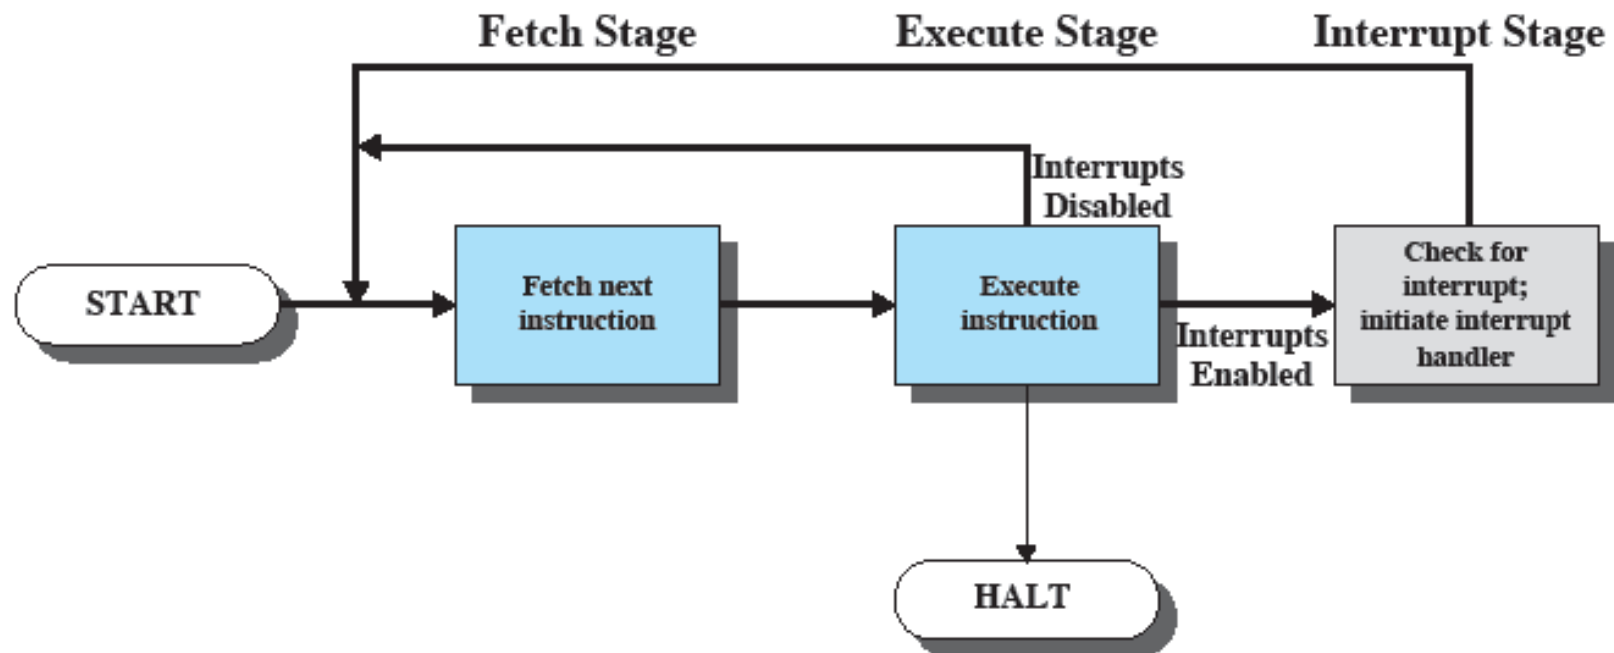 Fetch Stage
Execute Stage
Interrupt Stage
Interrupts
Disabled
START
Fetch next
instruction
Execute
instruction
Interrupts
Enabled
Check for
interrupt;
initiate interrupt
handler
HALT